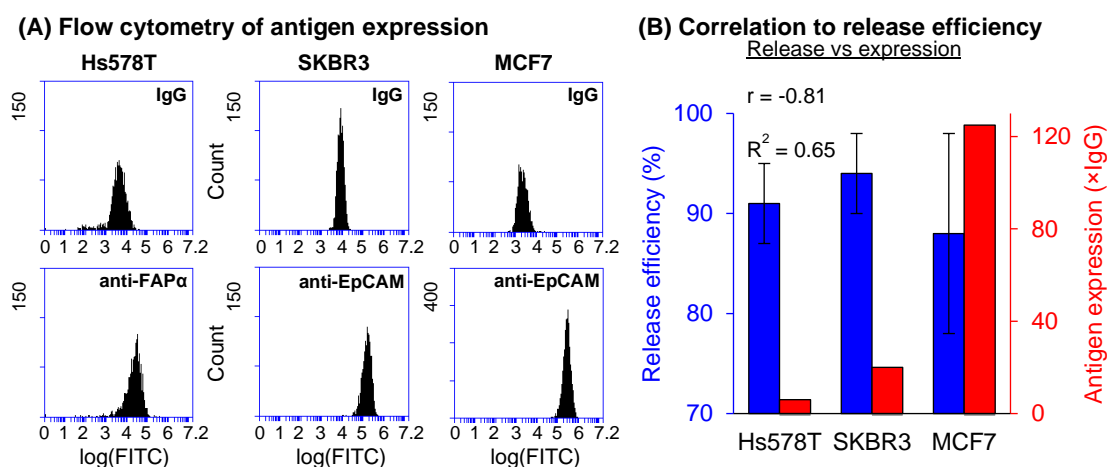 (A) Flow cytometry of antigen expression
Hs578T
SKBR3
MCF7
150
IgG
0 1 2 3 4 5 6 7.2
150
Count
IgG
0 1 2 3 4 5 6 7.2
150
IgG
0 1 2 3 4 5 6 7.2
150
anti-FAPα
0 1 2 3 4 5 6 7.2
log(FITC)
150
Count
anti-EpCAM
0 1 2 3 4 5 6 7.2
log(FITC)
400
anti-EpCAM
0 1 2 3 4 5 6 7.2
log(FITC)
(B) Correlation to release efficiency
Release vs expression
r = -0.81
R² = 0.65
Release efficiency (%)
100
90
80
70
Hs578T SKBR3 MCF7
120
80
40
0
Antigen expression (×IgG)